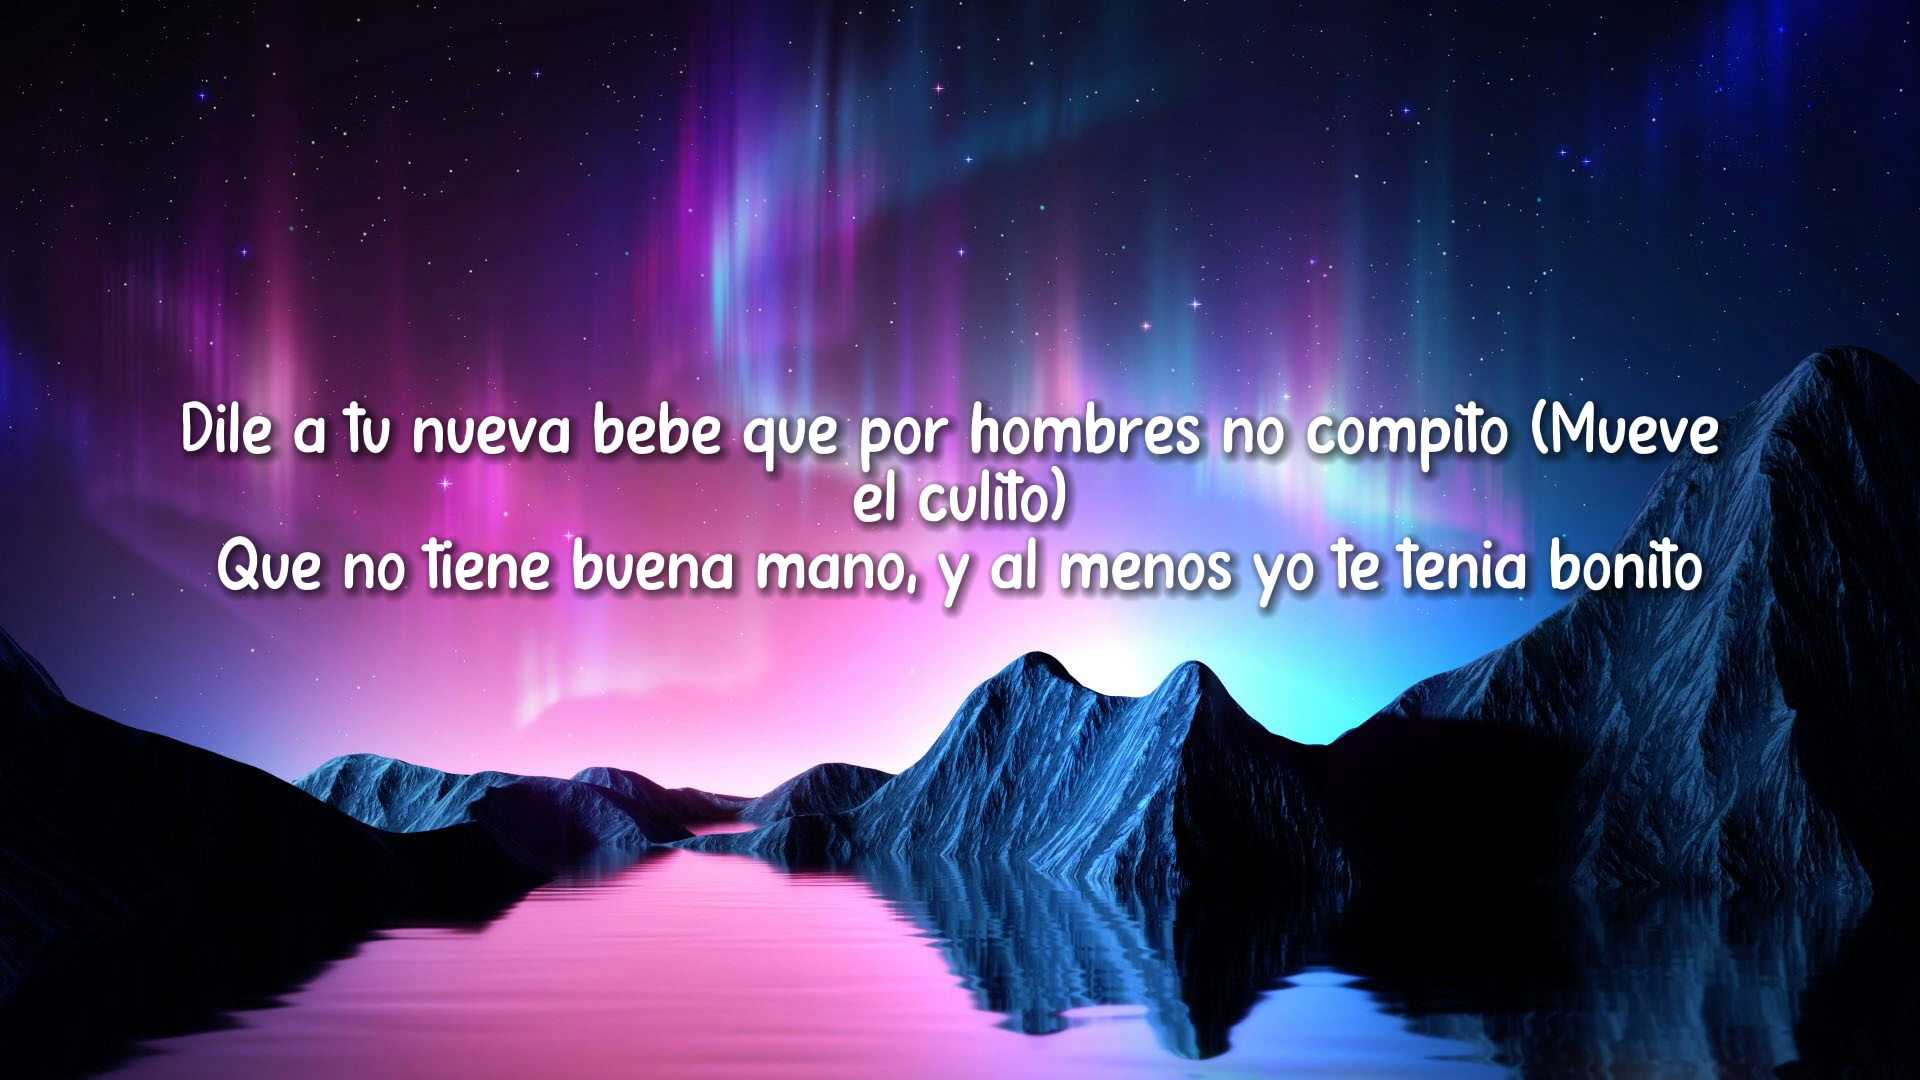 Dile a tu nueva bebe que por hombres no compito (Mueve
el culito)
Que no tiene buena mano, y al menos yo te tenia bonito